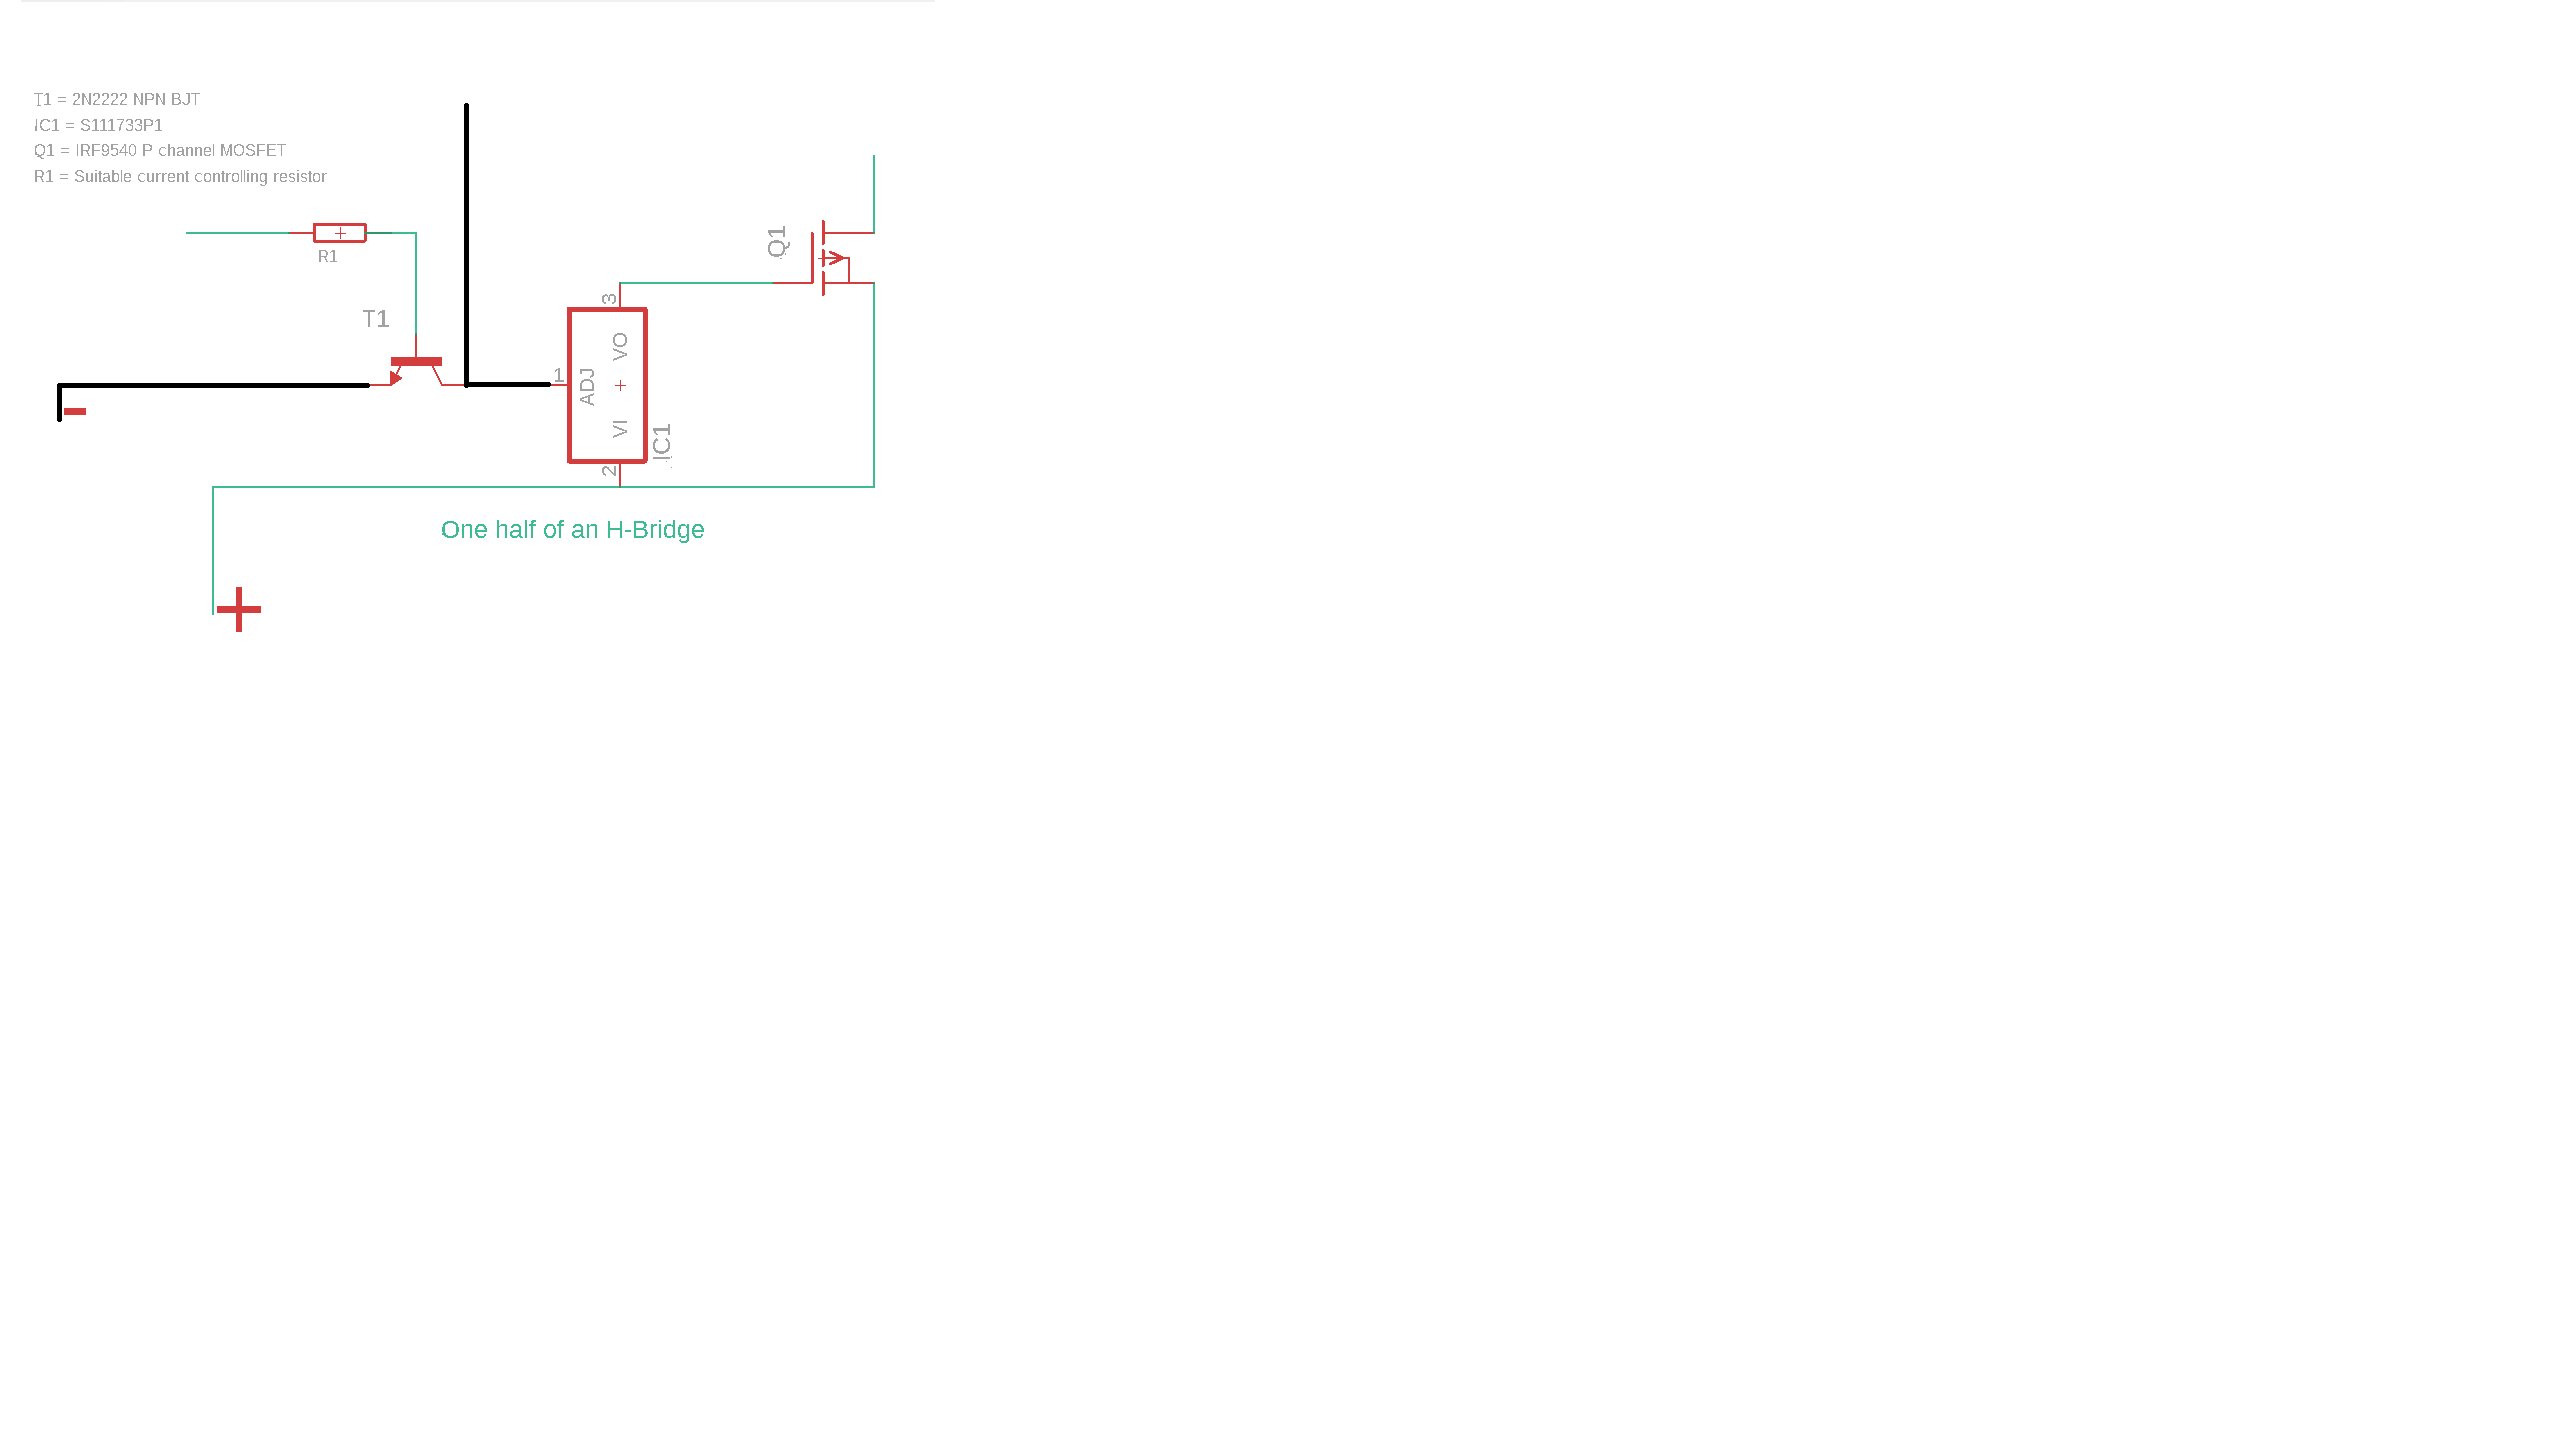 T1 = 2N2222 NPN BJT
IC1 = S111733P1
Q1 = IRF9540 P channel MOSFET
R1 = Suitable current controlling resistor
R1
Q1
T1
3
VO
1
ADJ
VI
IC1
2
One half of an H-Bridge